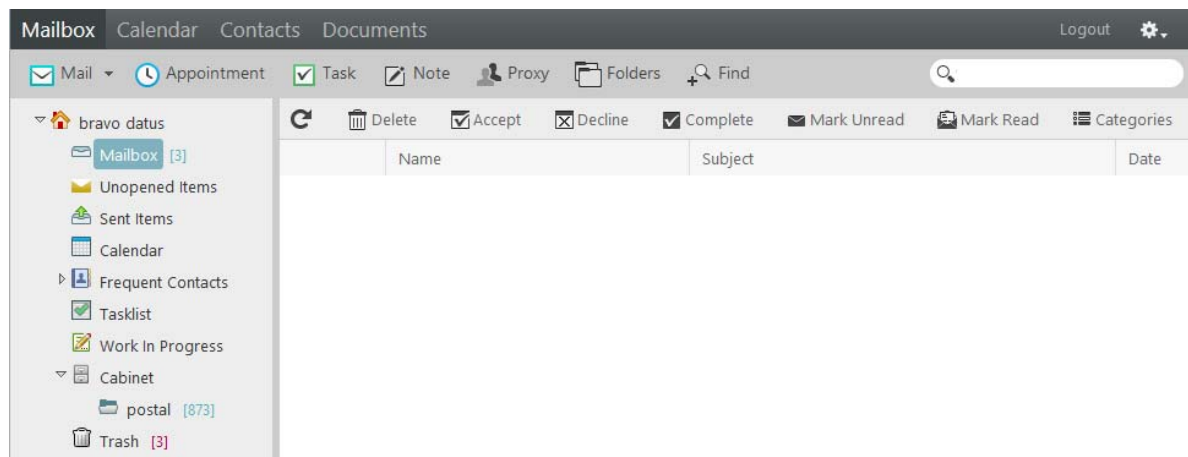 Mailbox Calendar Contacts Documents Logout
Mail Appointment Task Note Proxy Folders Find
bravo datus
Delete Accept Decline Complete Mark Unread Mark Read Categories
Mailbox [3]
Name Subject Date
Unopened Items
Sent Items
Calendar
Frequent Contacts
Tasklist
Work In Progress
Cabinet
postal [873]
Trash [3]